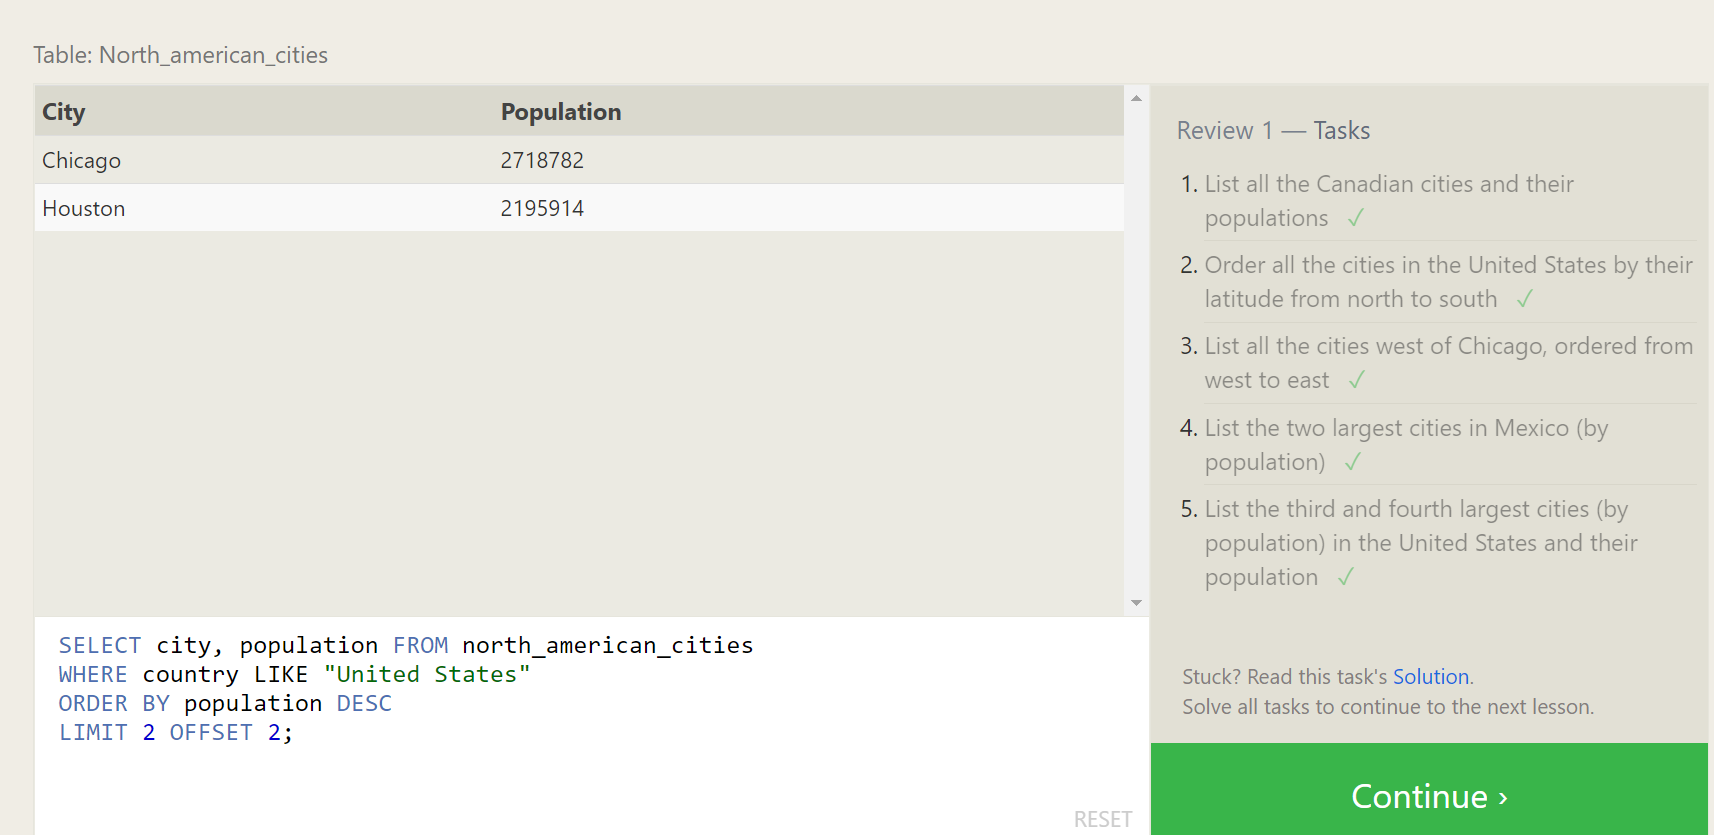 Table: North_american_cities
City Population
Chicago 2718782
Houston 2195914
SELECT city, population FROM north_american_cities
WHERE country LIKE "United States"
ORDER BY population DESC
LIMIT 2 OFFSET 2;
RESET
Review 1 — Tasks
1. List all the Canadian cities and their
populations ✓
2. Order all the cities in the United States by their
latitude from north to south ✓
3. List all the cities west of Chicago, ordered from
west to east ✓
4. List the two largest cities in Mexico (by
population) ✓
5. List the third and fourth largest cities (by
population) in the United States and their
population ✓
Stuck? Read this task's Solution.
Solve all tasks to continue to the next lesson.
Continue ›